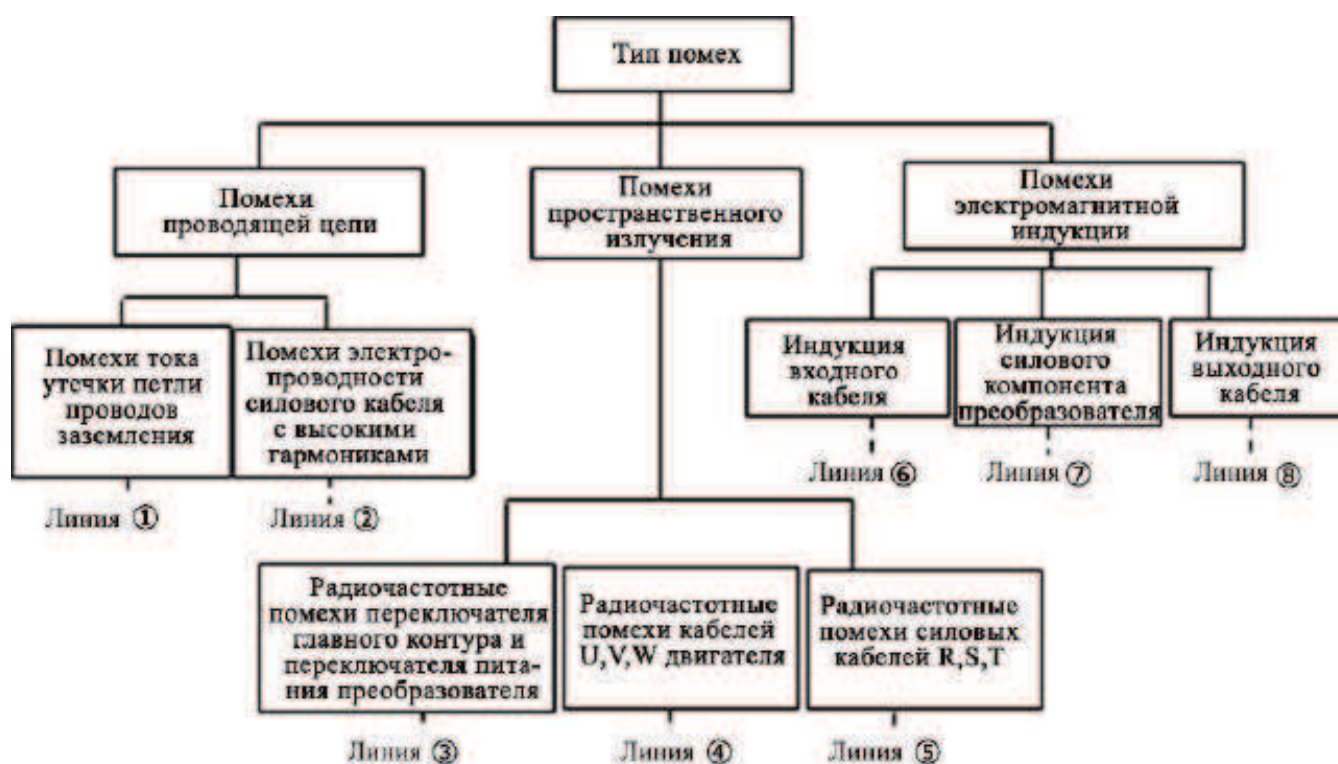 Тип помех
Помехи
проводящей цепи
Помехи
пространственного
излучения
Помехи
электромагнитной
индукции
Помехи тока
утечки петли
проводов
заземления
Помехи электро-
проводности
силового кабеля
с высокими
гармониками
Индукция
входного
кабеля
Индукция
силового
компонента
преобразователя
Индукция
выходного
кабеля
Линия ①
Линия ②
Линия ⑥
Линия ⑦
Линия ⑧
Радиочастотные
помехи переключателя
главного контура и
переключателя пита-
ния преобразователя
Радиочастотные
помехи кабелей
U,V,W двигателя
Радиочастотные
помехи силовых
кабелей R,S,T
Линия ③
Линия ④
Линия ⑤